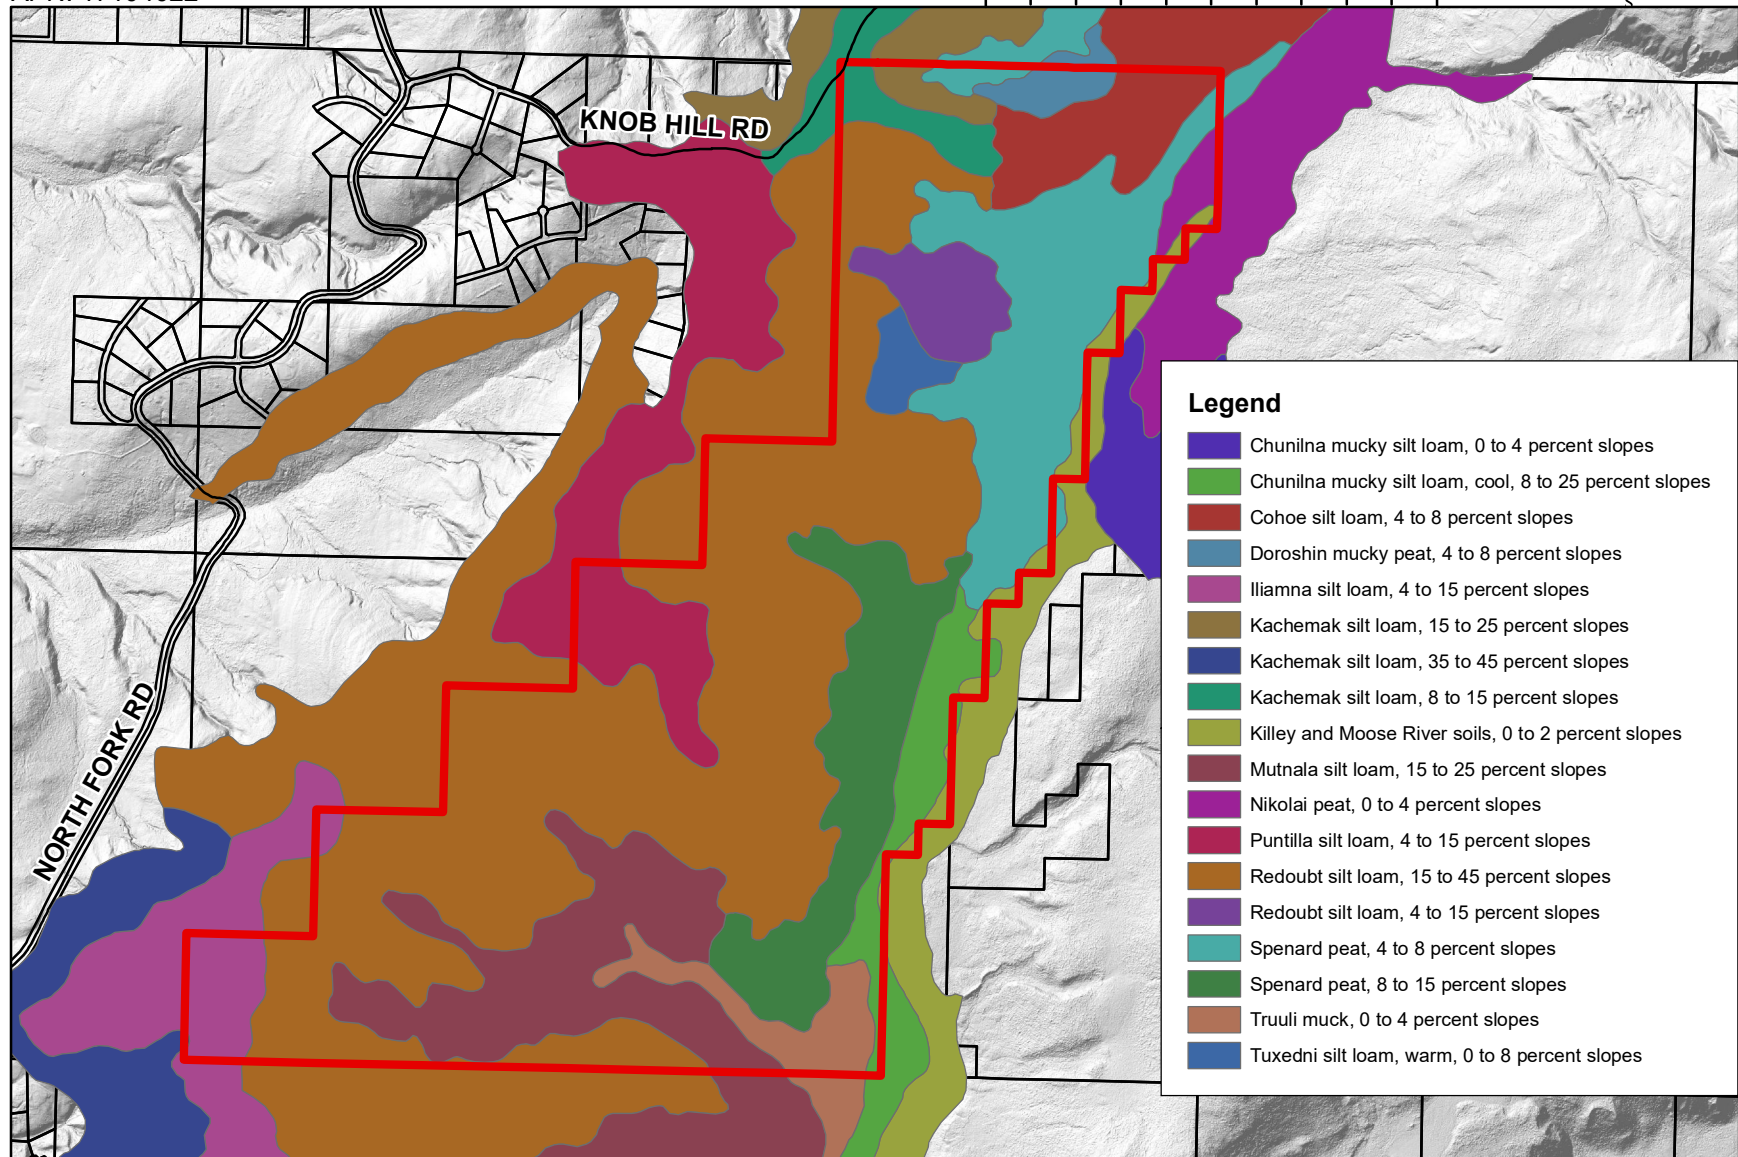 KNOB HILL RD
NORTH FORK RD
Legend
Chunilna mucky silt loam, 0 to 4 percent slopes
Chunilna mucky silt loam, cool, 8 to 25 percent slopes
Cohoe silt loam, 4 to 8 percent slopes
Doroshin mucky peat, 4 to 8 percent slopes
Iliamna silt loam, 4 to 15 percent slopes
Kachemak silt loam, 15 to 25 percent slopes
Kachemak silt loam, 35 to 45 percent slopes
Kachemak silt loam, 8 to 15 percent slopes
Killey and Moose River soils, 0 to 2 percent slopes
Mutnala silt loam, 15 to 25 percent slopes
Nikolai peat, 0 to 4 percent slopes
Puntilla silt loam, 4 to 15 percent slopes
Redoubt silt loam, 15 to 45 percent slopes
Redoubt silt loam, 4 to 15 percent slopes
Spenard peat, 4 to 8 percent slopes
Spenard peat, 8 to 15 percent slopes
Truuli muck, 0 to 4 percent slopes
Tuxedni silt loam, warm, 0 to 8 percent slopes